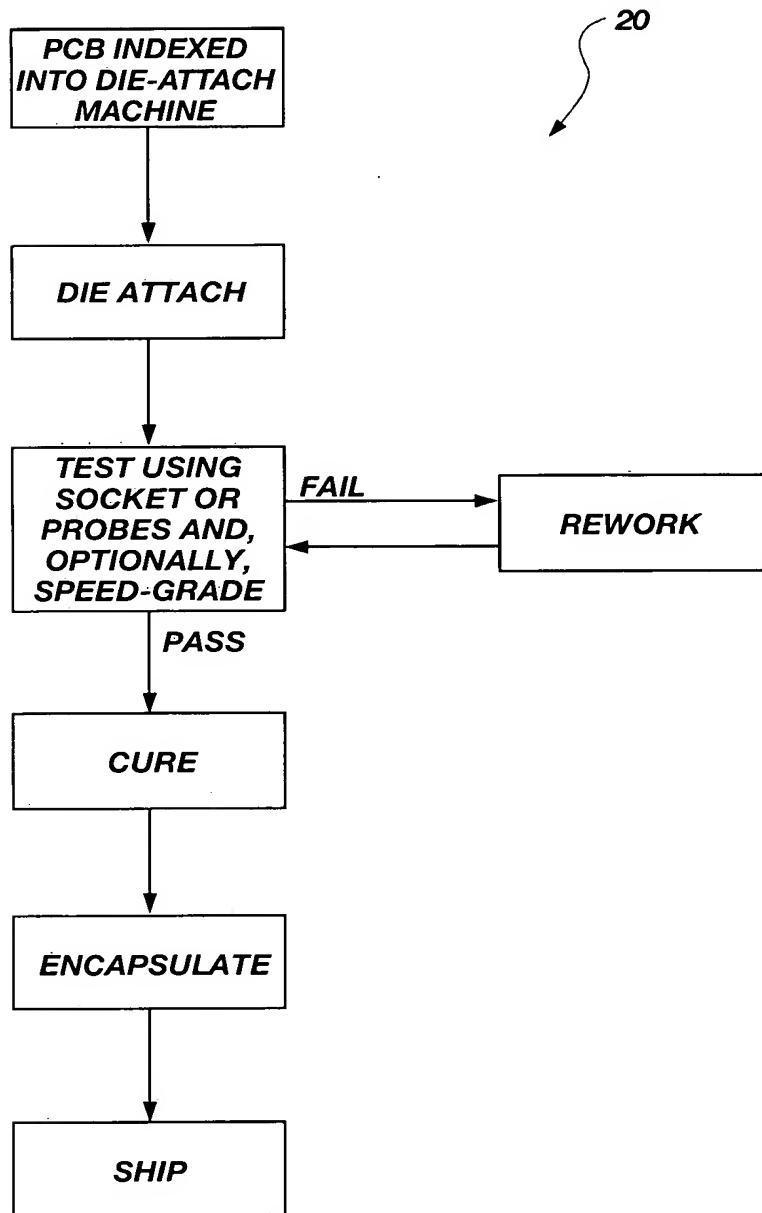 20
PCB INDEXED
INTO DIE-ATTACH
MACHINE
DIE ATTACH
TEST USING
SOCKET OR
PROBES AND,
OPTIONALLY,
SPEED-GRADE
FAIL
REWORK
PASS
CURE
ENCAPSULATE
SHIP